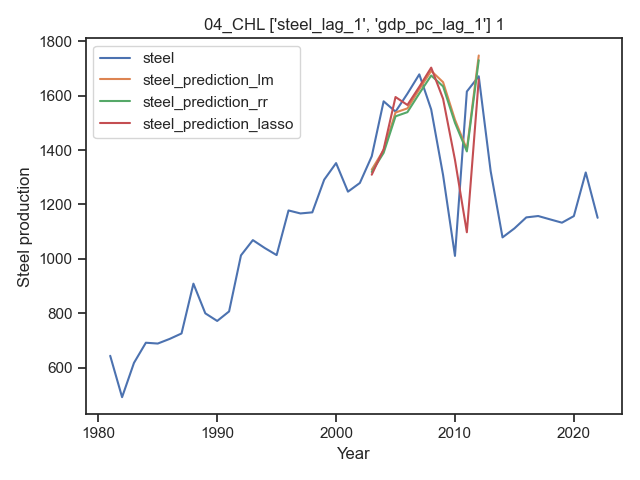 04_CHL ['steel_lag_1', 'gdp_pc_lag_1'] 1
steel
steel_prediction_lm
steel_prediction_rr
steel_prediction_lasso
Steel production
1800
1600
1400
1200
1000
800
600
1980
1990
2000
2010
2020
Year